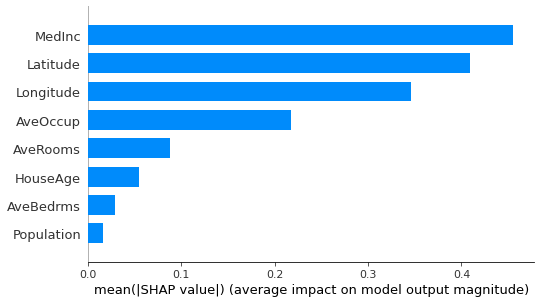 MedInc
Latitude
Longitude
AveOccup
AveRooms
HouseAge
AveBedrms
Population
0.0 0.1 0.2 0.3 0.4
mean(|SHAP value|) (average impact on model output magnitude)